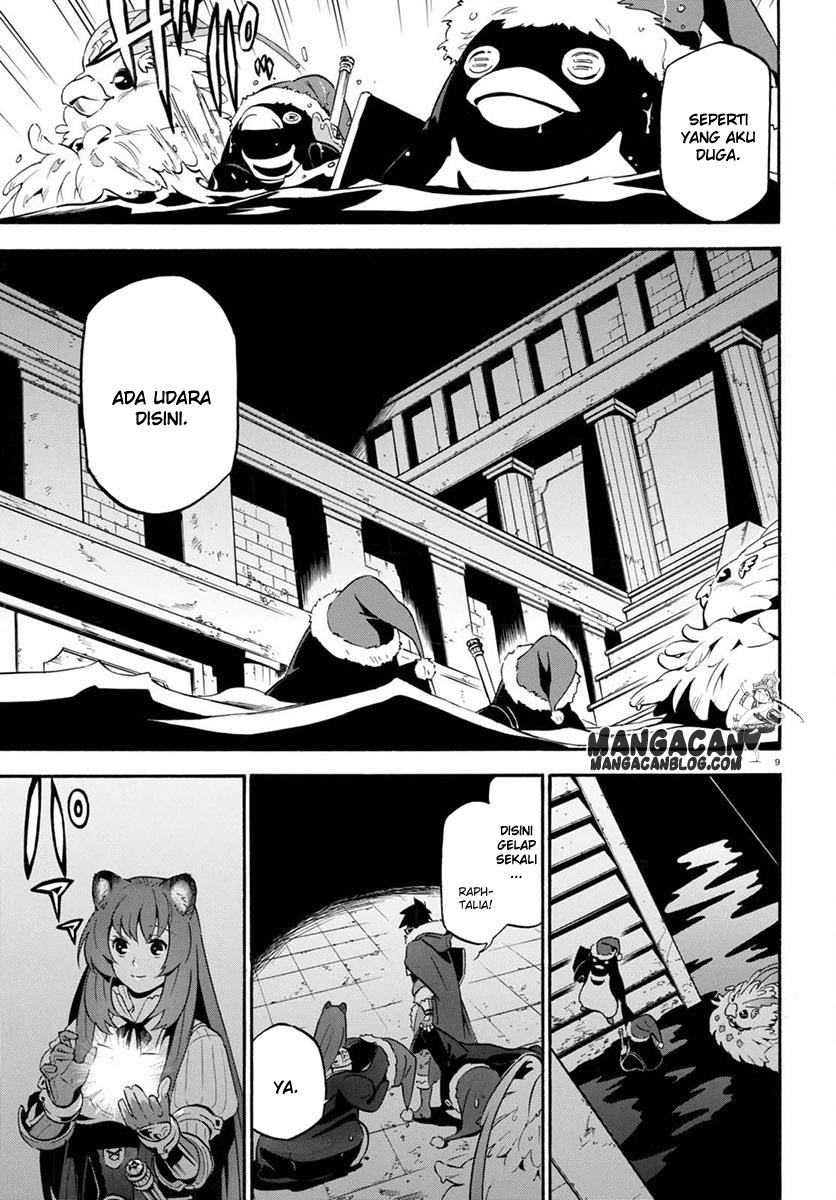 SEPERTI
YANG AKU
DUGA.
ADA UDARA
DISINI.
MANGACAN
MANGACANBLOG.COM
9
DISINI
GELAP
SEKALI
...
RAPH-
TALIA!
YA.